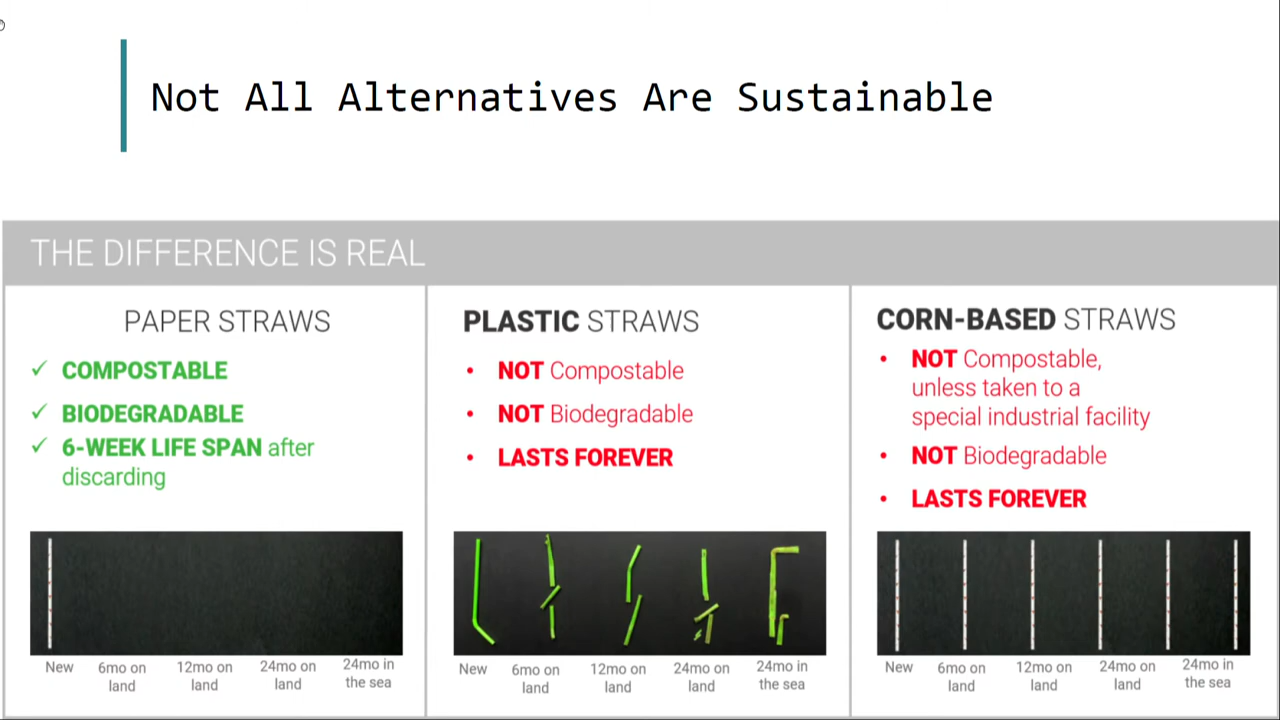 Not All Alternatives Are Sustainable
THE DIFFERENCE IS REAL
PAPER STRAWS
✓ COMPOSTABLE
✓ BIODEGRADABLE
✓ 6-WEEK LIFE SPAN after
discarding
New
6mo on
land
12mo on
land
24mo on
land
24mo in
the sea
PLASTIC STRAWS
• NOT Compostable
• NOT Biodegradable
• LASTS FOREVER
New
6mo on
land
12mo on
land
24mo on
land
24mo in
the sea
CORN-BASED STRAWS
• NOT Compostable,
unless taken to a
special industrial facility
• NOT Biodegradable
• LASTS FOREVER
New
6mo on
land
12mo on
land
24mo on
land
24mo in
the sea